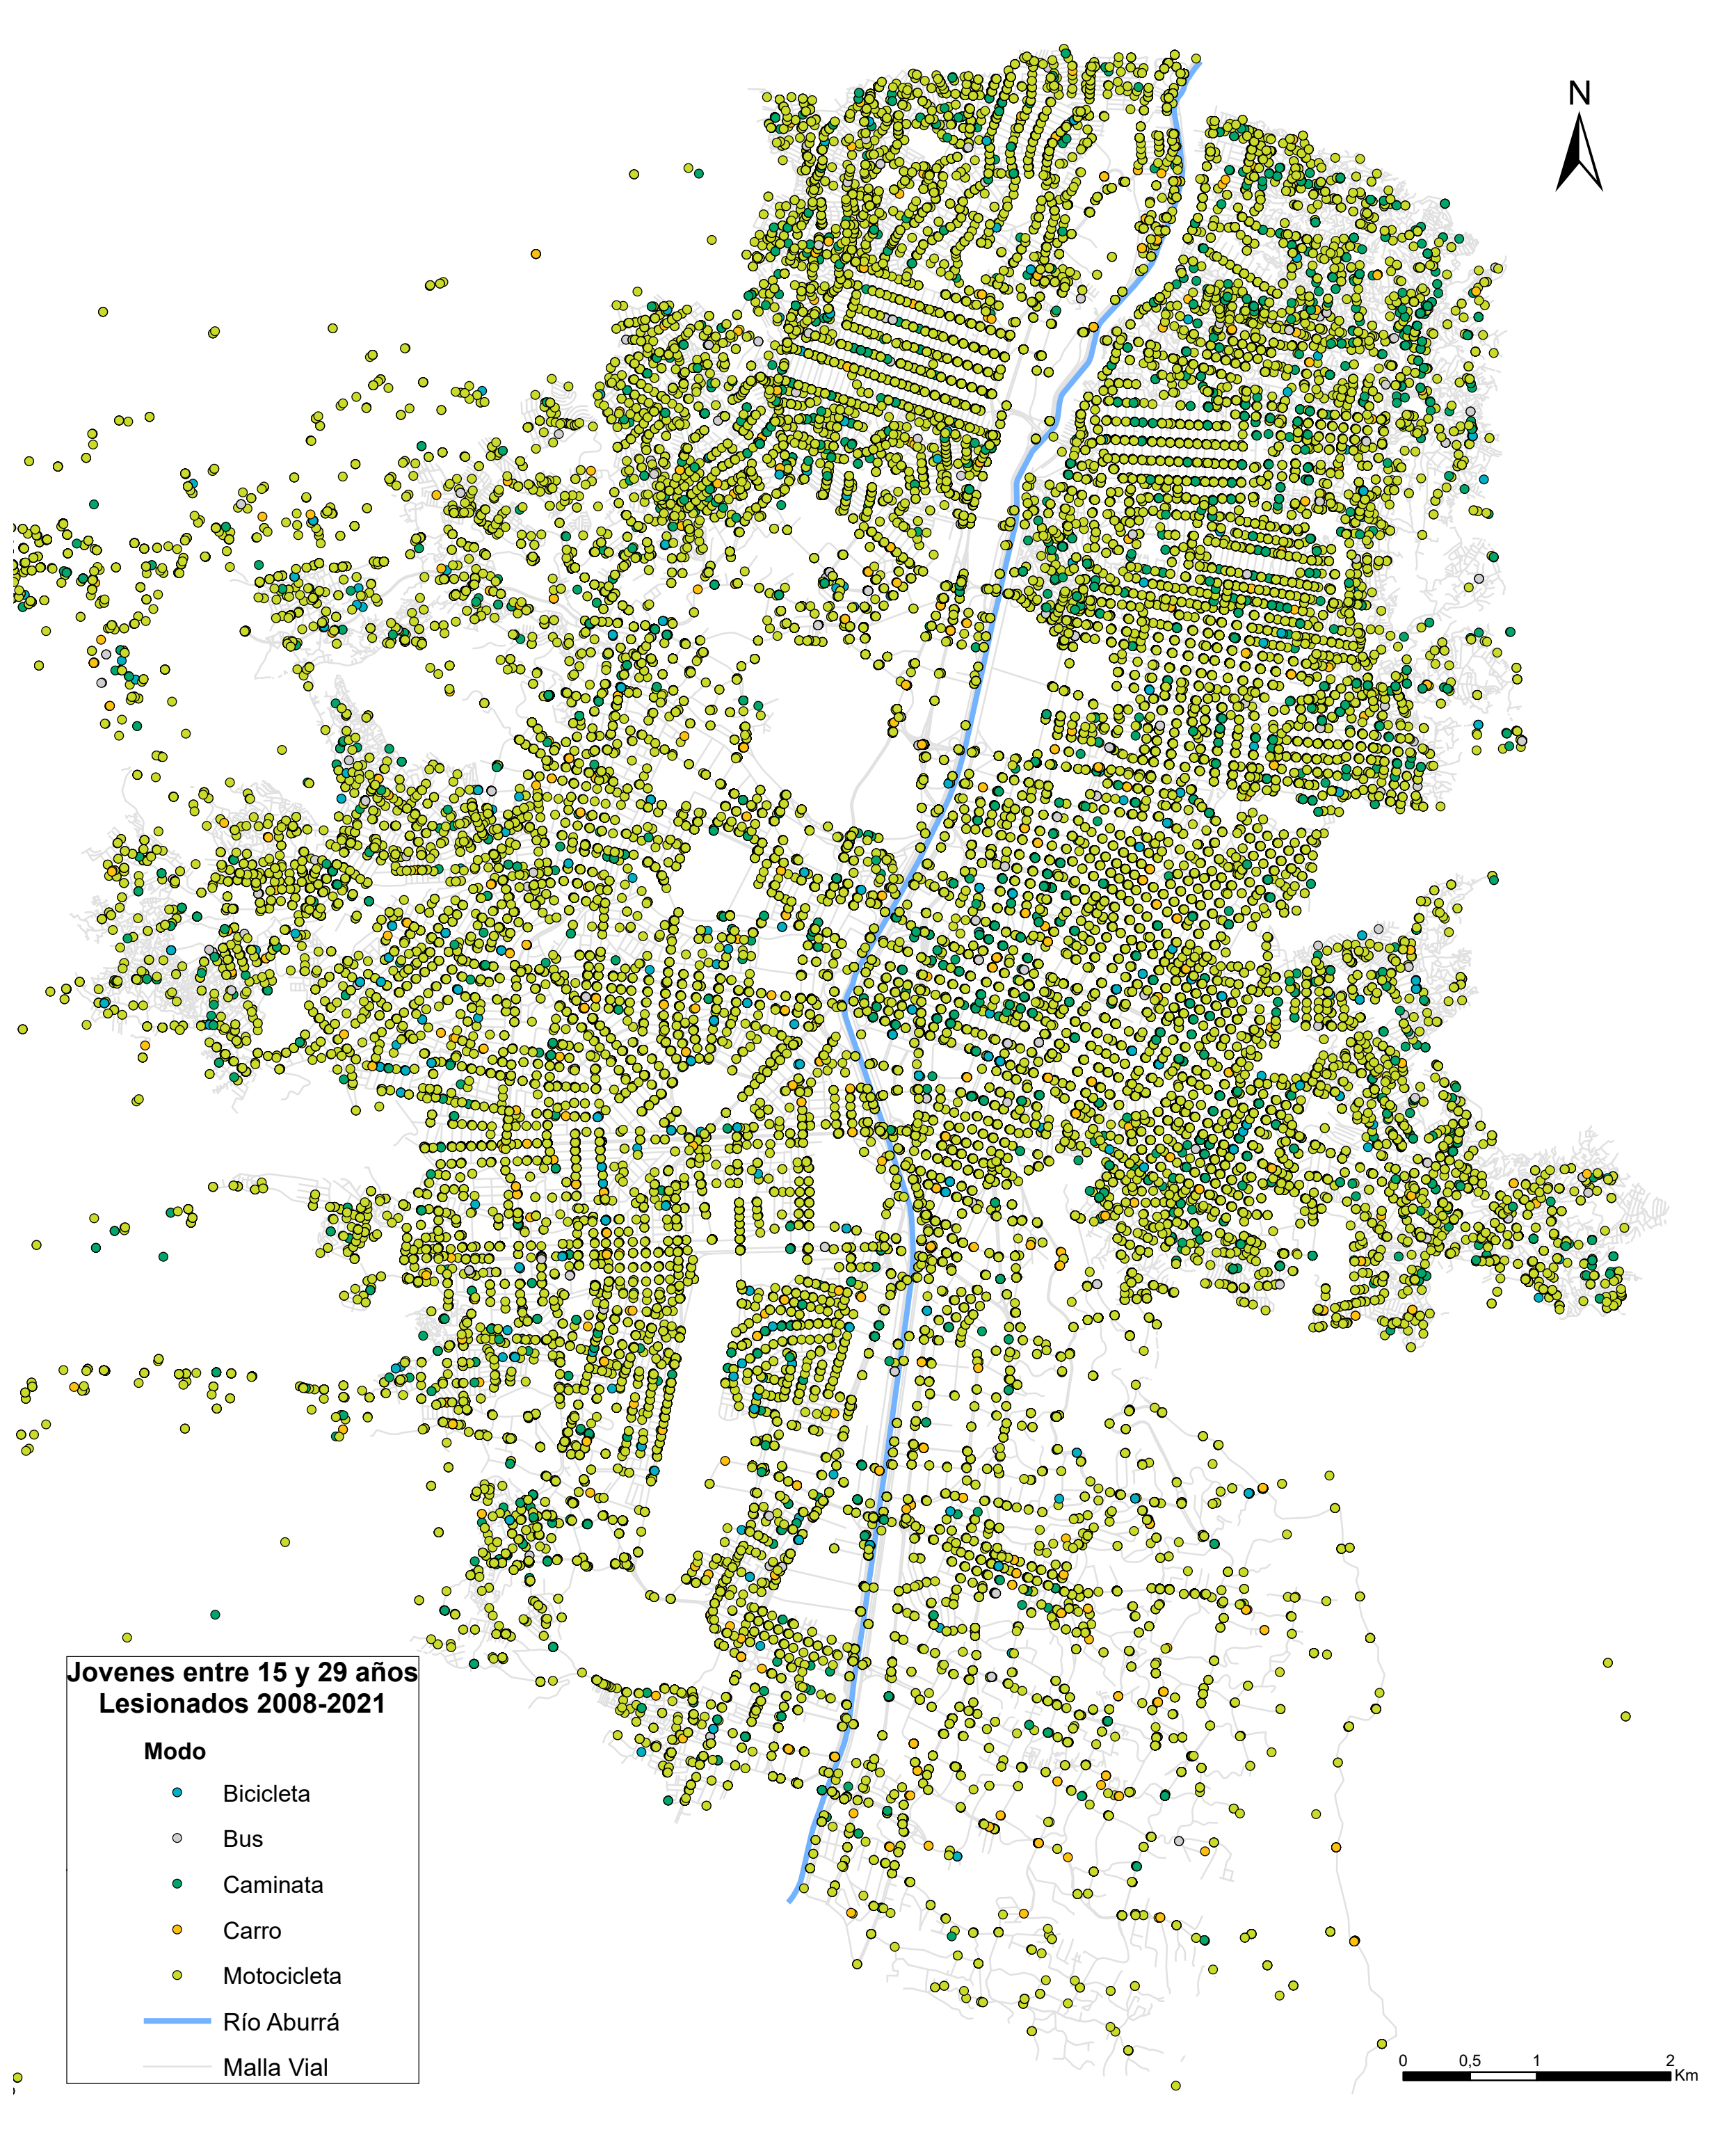 N
Jovenes entre 15 y 29 años
Lesionados 2008-2021
Modo
Bicicleta
Bus
Caminata
Carro
Motocicleta
Río Aburrá
Malla Vial
0 0,5 1 2
Km